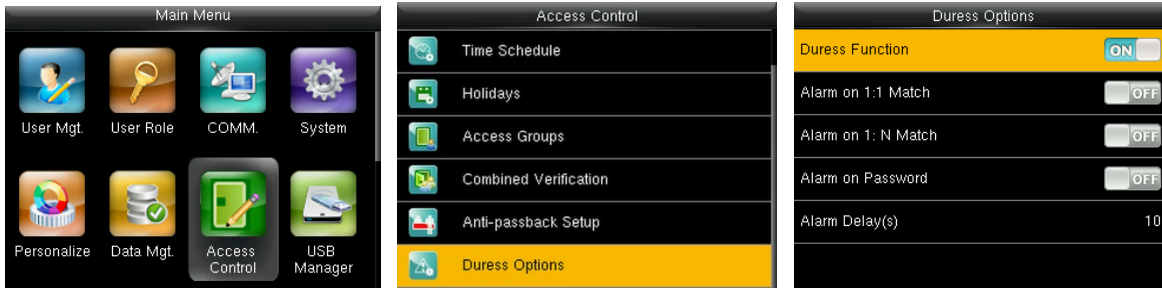 Main Menu
User Mgt.
User Role
COMM.
System
Personalize
Data Mgt.
Access
Control
USB
Manager
Access Control
Time Schedule
Holidays
Access Groups
Combined Verification
Anti-passback Setup
Duress Options
Duress Options
Duress Function ON
Alarm on 1:1 Match OFF
Alarm on 1: N Match OFF
Alarm on Password OFF
Alarm Delay(s) 10